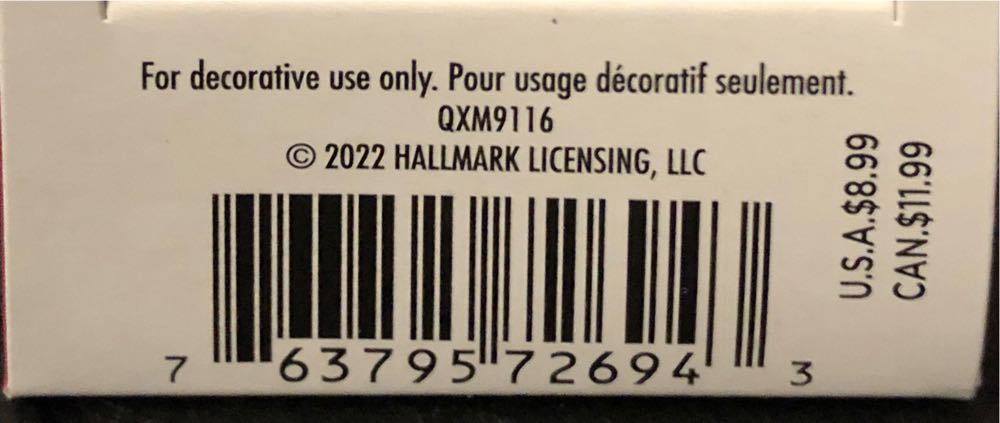 For decorative use only. Pour usage décoratif seulement.
QXM9116
© 2022 HALLMARK LICENSING, LLC
U.S.A.$8.99
CAN.$11.99
7 63795 72694 3